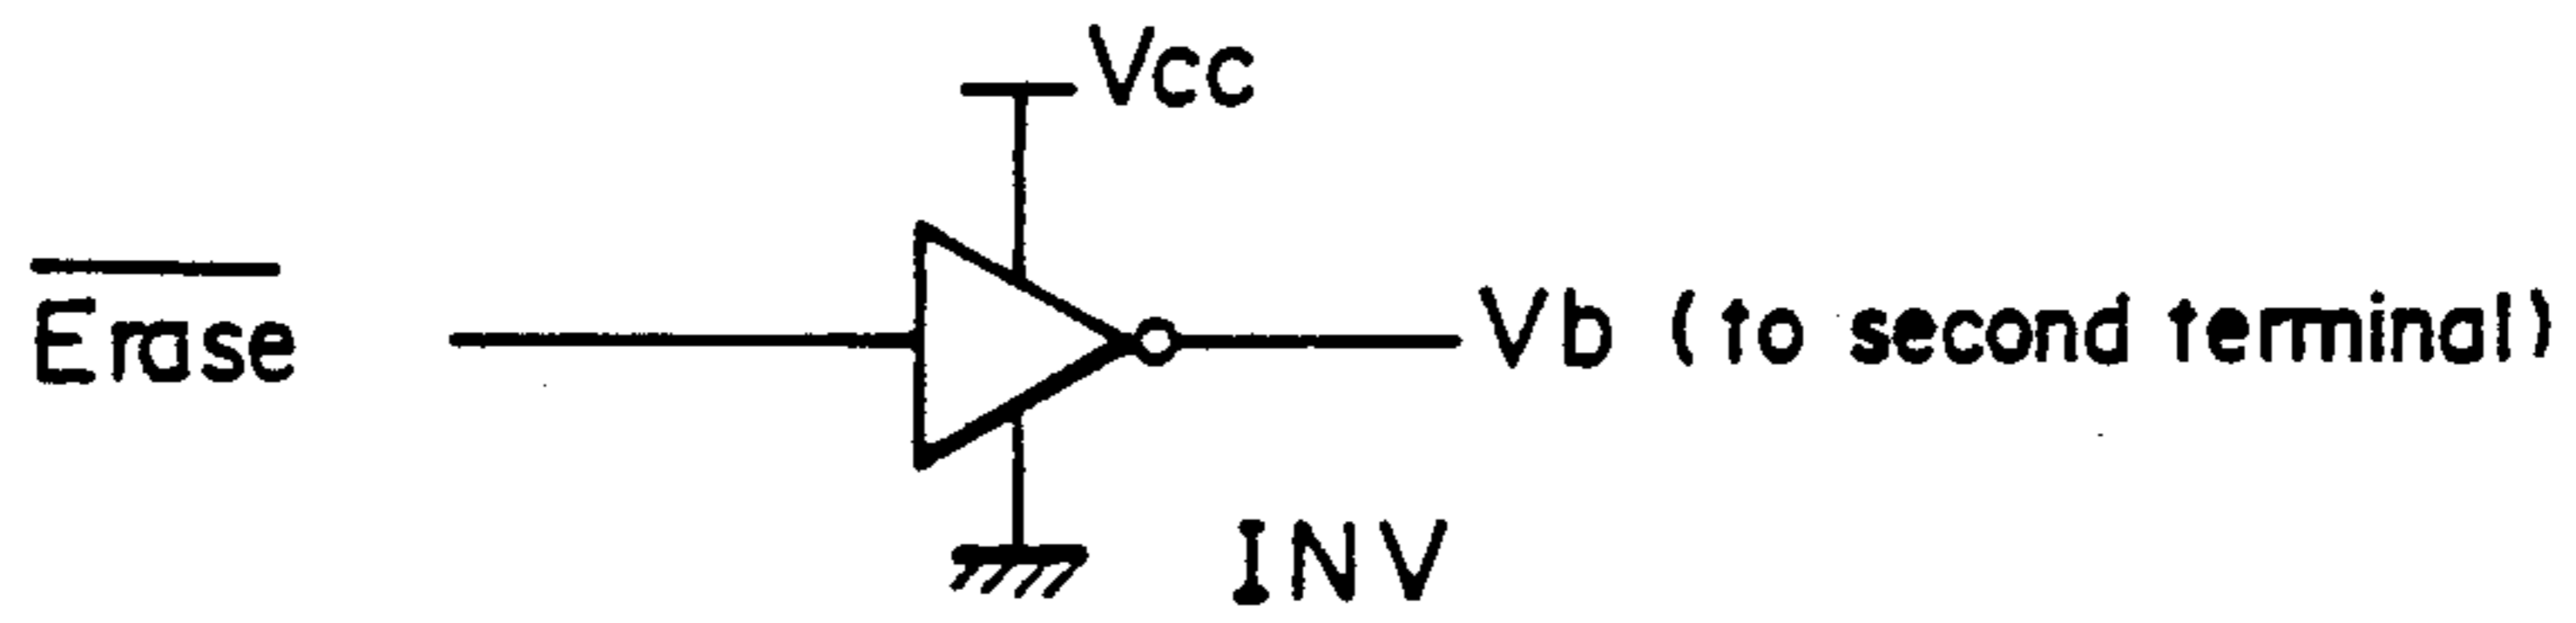 Vcc
Erase
Vb (to second terminal)
INV